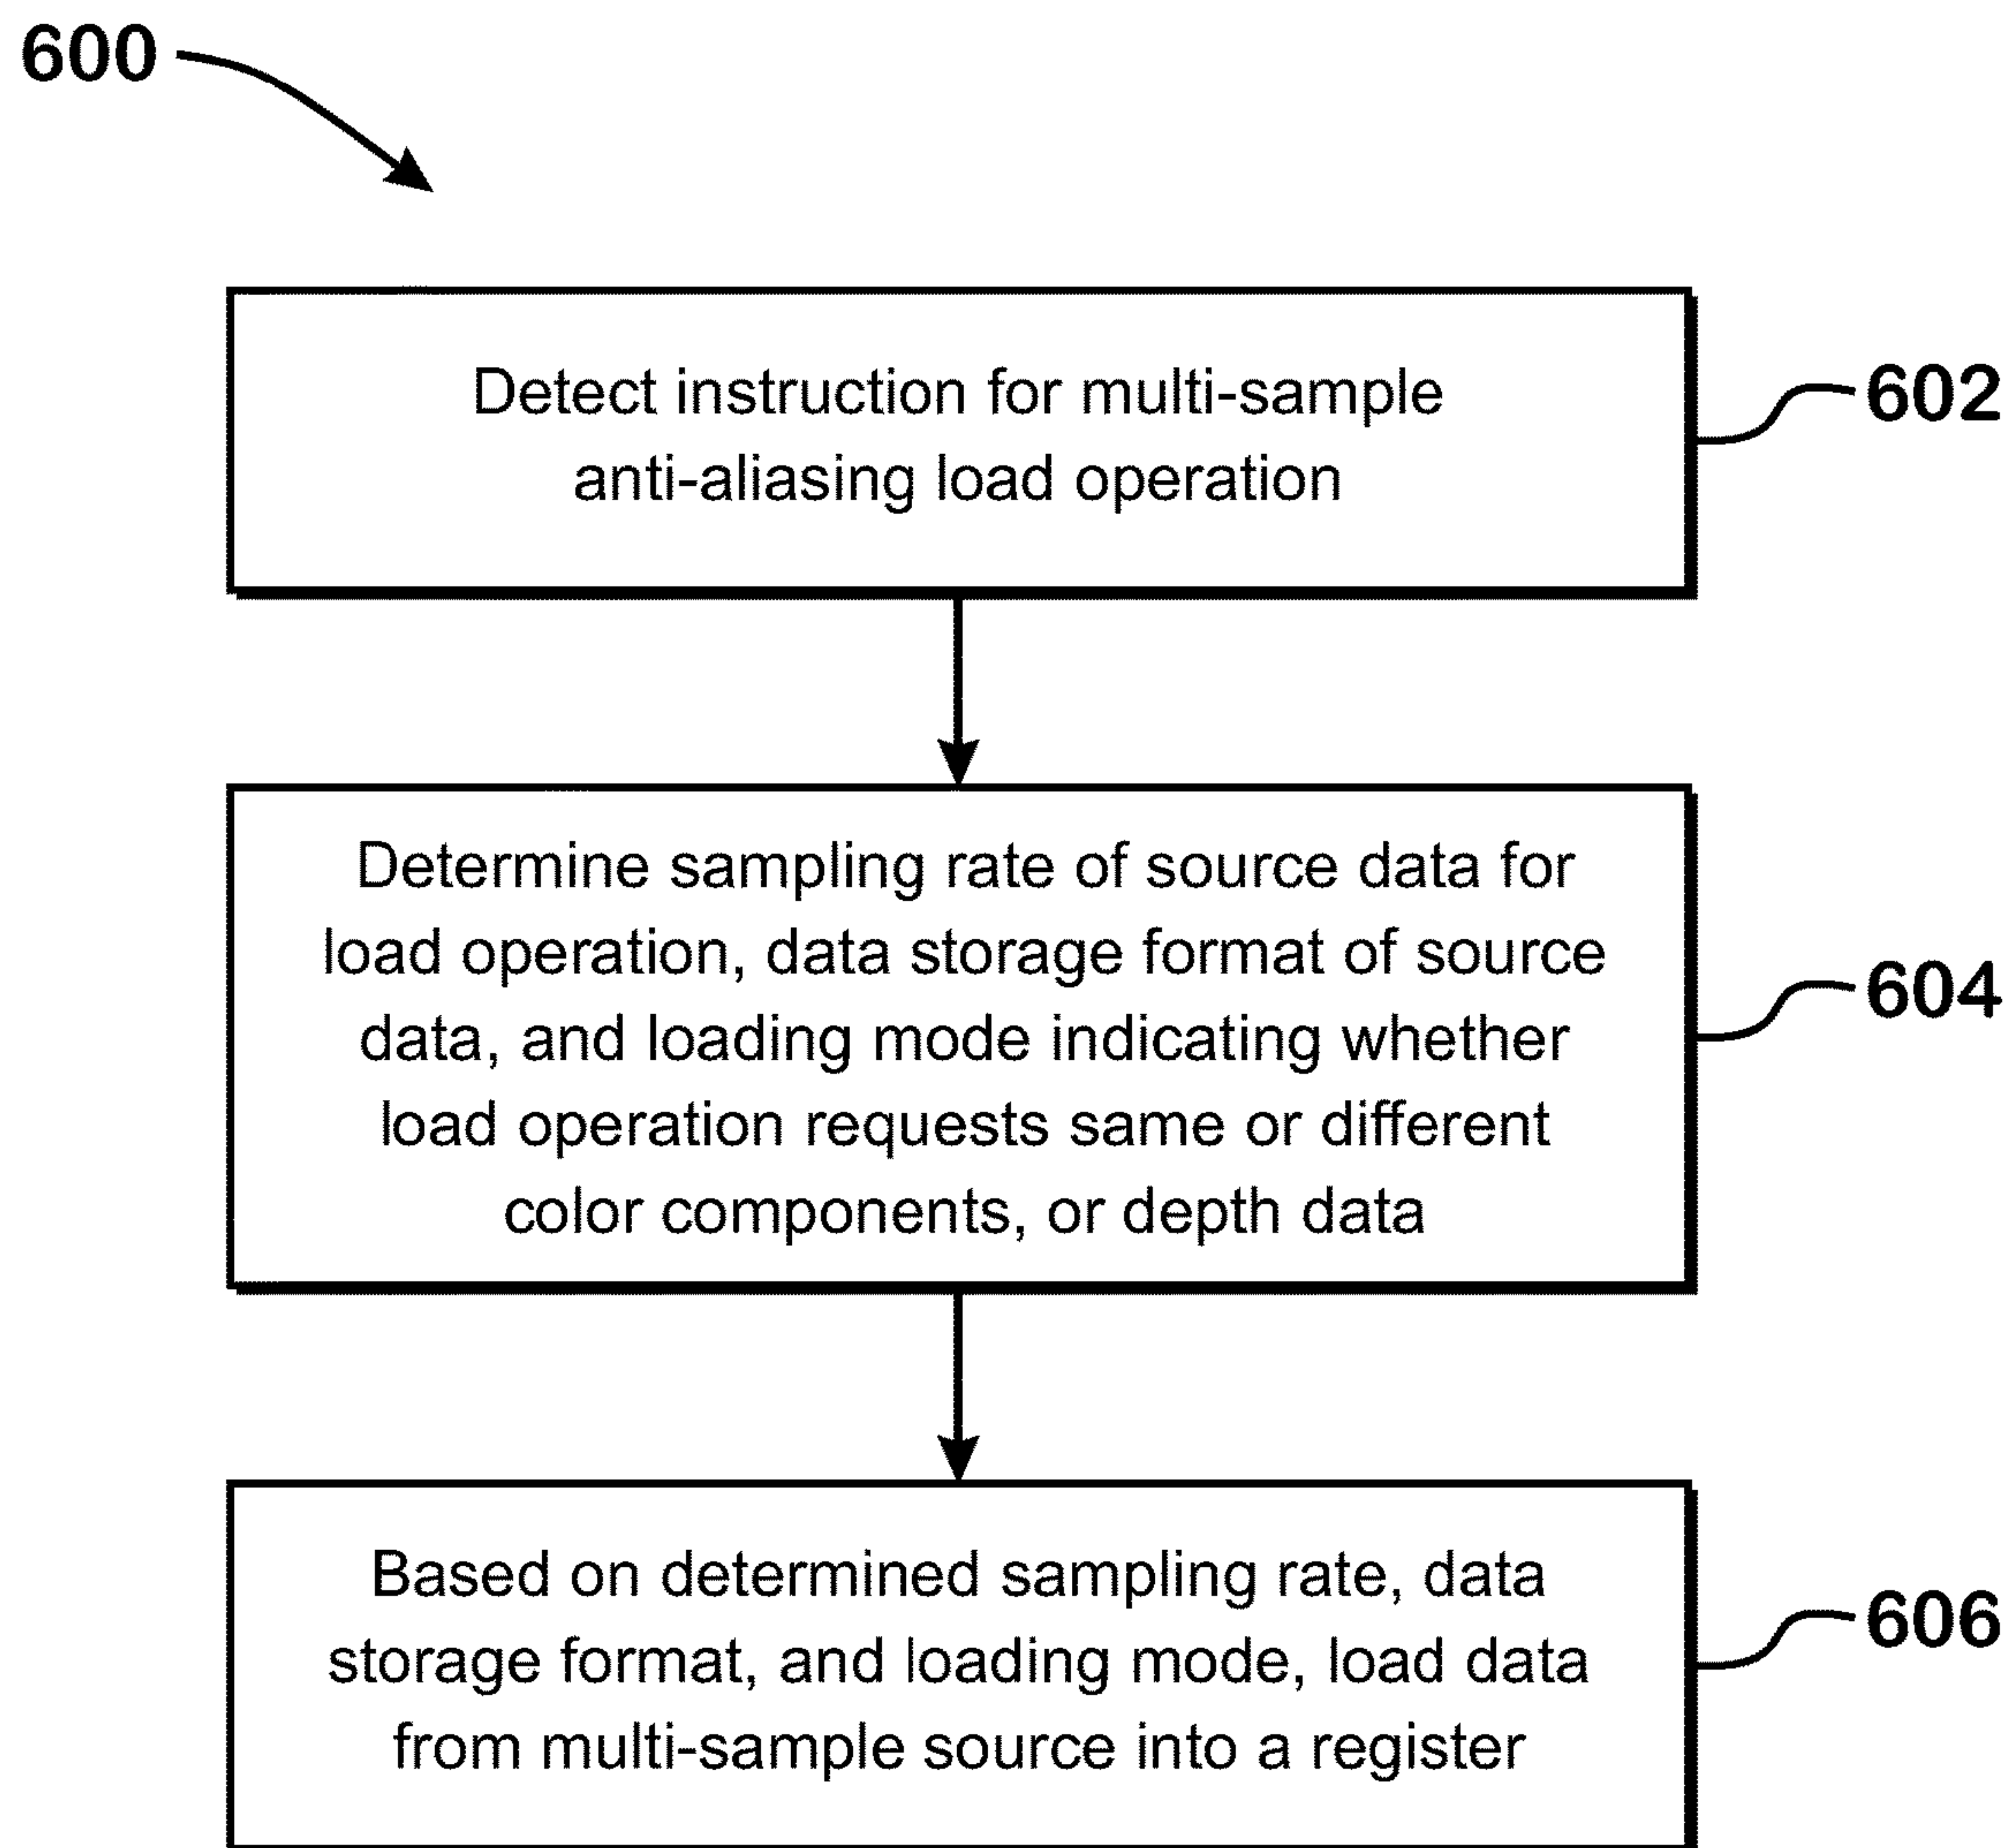 600
Detect instruction for multi-sample
anti-aliasing load operation
602
Determine sampling rate of source data for
load operation, data storage format of source
data, and loading mode indicating whether
load operation requests same or different
color components, or depth data
604
Based on determined sampling rate, data
storage format, and loading mode, load data
from multi-sample source into a register
606